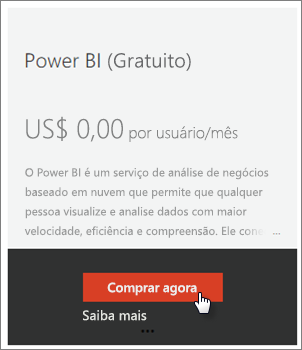 Power BI (Gratuito)
US$ 0,00 por usuário/mês
O Power BI é um serviço de análise de negócios
baseado em nuvem que permite que qualquer
pessoa visualize e analise dados com maior
velocidade, eficiência e compreensão. Ele ...
Comprar agora
Saiba mais
•••